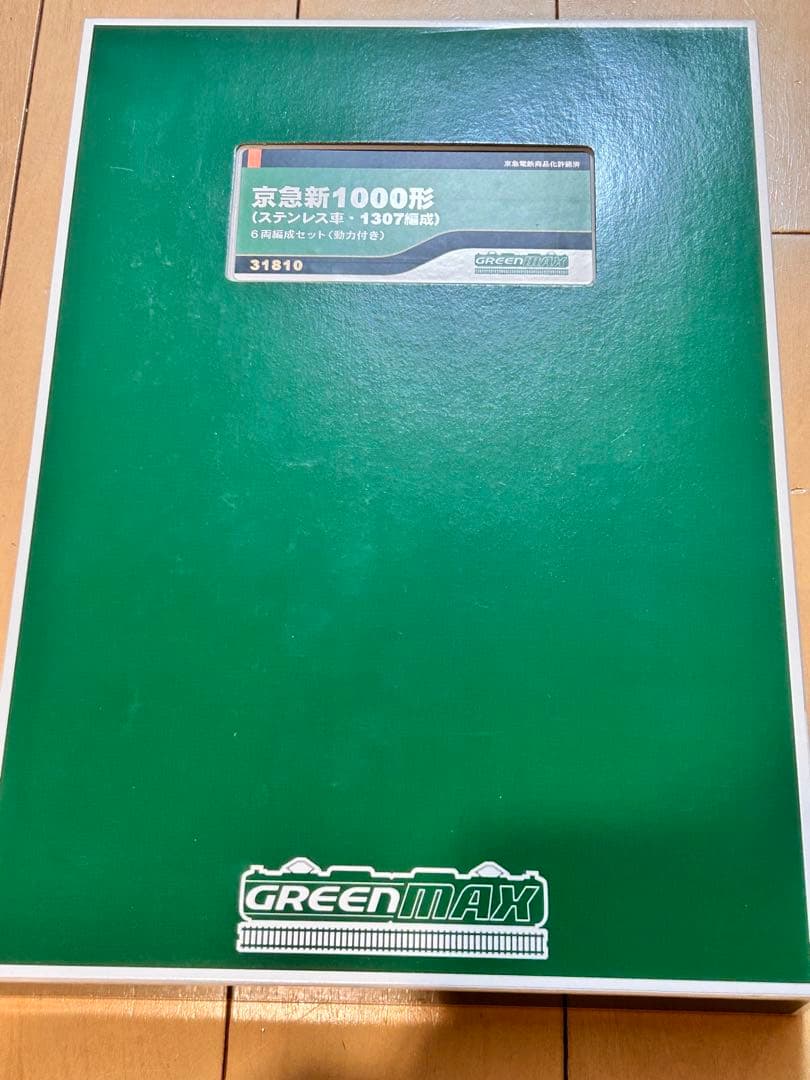 京急電鉄商品化許諾済
京急新1000形
(ステンレス車・1307編成)
6両編成セット(動力付き)
31810
GREENMAX
GREENMAX